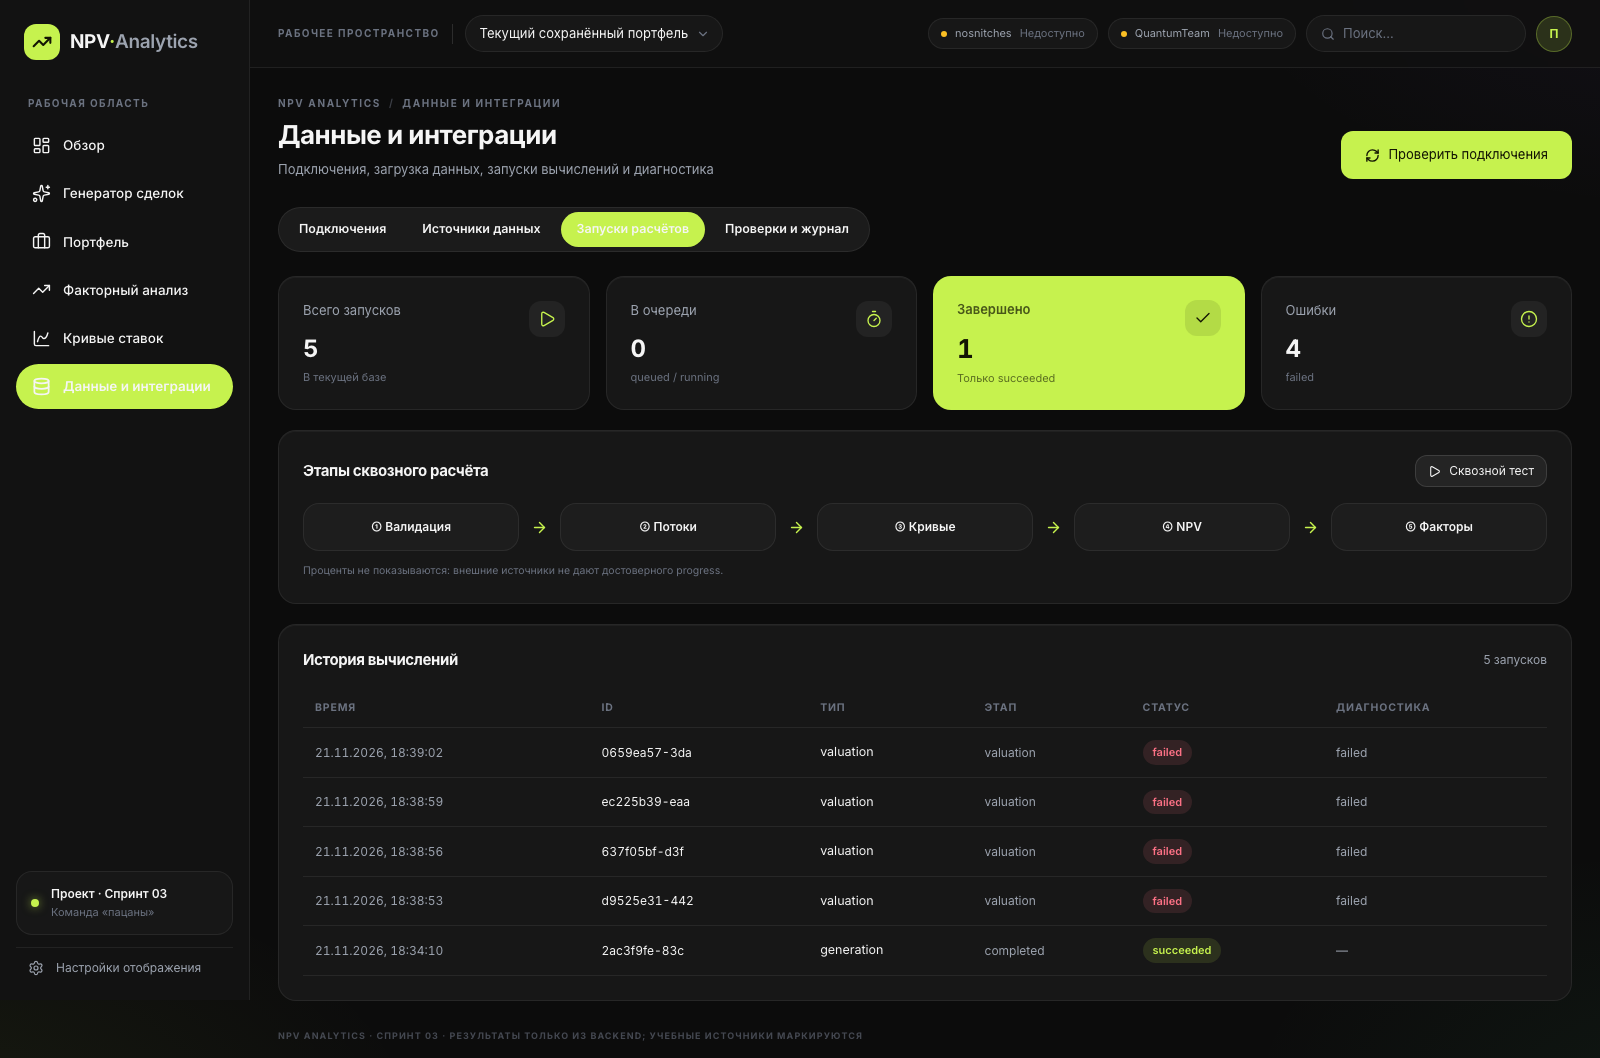 NPV·Analytics
РАБОЧЕЕ ПРОСТРАНСТВО
Текущий сохранённый портфель
nosnitches Недоступно
QuantumTeam Недоступно
Поиск...
П
РАБОЧАЯ ОБЛАСТЬ
Обзор
Генератор сделок
Портфель
Факторный анализ
Кривые ставок
Данные и интеграции
Проект · Спринт 03
Команда «пацаны»
Настройки отображения
NPV ANALYTICS / ДАННЫЕ И ИНТЕГРАЦИИ
Данные и интеграции
Подключения, загрузка данных, запуски вычислений и диагностика
Проверить подключения
Подключения Источники данных Запуски расчётов Проверки и журнал
Всего запусков
5
В текущей базе
В очереди
0
queued / running
Завершено
1
Только succeeded
Ошибки
4
failed
Этапы сквозного расчёта
Сквозной тест
① Валидация → ② Потоки → ③ Кривые → ④ NPV → ⑤ Факторы
Проценты не показываются: внешние источники не дают достоверного progress.
История вычислений
5 запусков
ВРЕМЯ ID ТИП ЭТАП СТАТУС ДИАГНОСТИКА
21.11.2026, 18:39:02 0659ea57-3da valuation valuation failed failed
21.11.2026, 18:38:59 ec225b39-eaa valuation valuation failed failed
21.11.2026, 18:38:56 637f05bf-d3f valuation valuation failed failed
21.11.2026, 18:38:53 d9525e31-442 valuation valuation failed failed
21.11.2026, 18:34:10 2ac3f9fe-83c generation completed succeeded —
NPV ANALYTICS · СПРИНТ 03 · РЕЗУЛЬТАТЫ ТОЛЬКО ИЗ BACKEND; УЧЕБНЫЕ ИСТОЧНИКИ МАРКИРУЮТСЯ